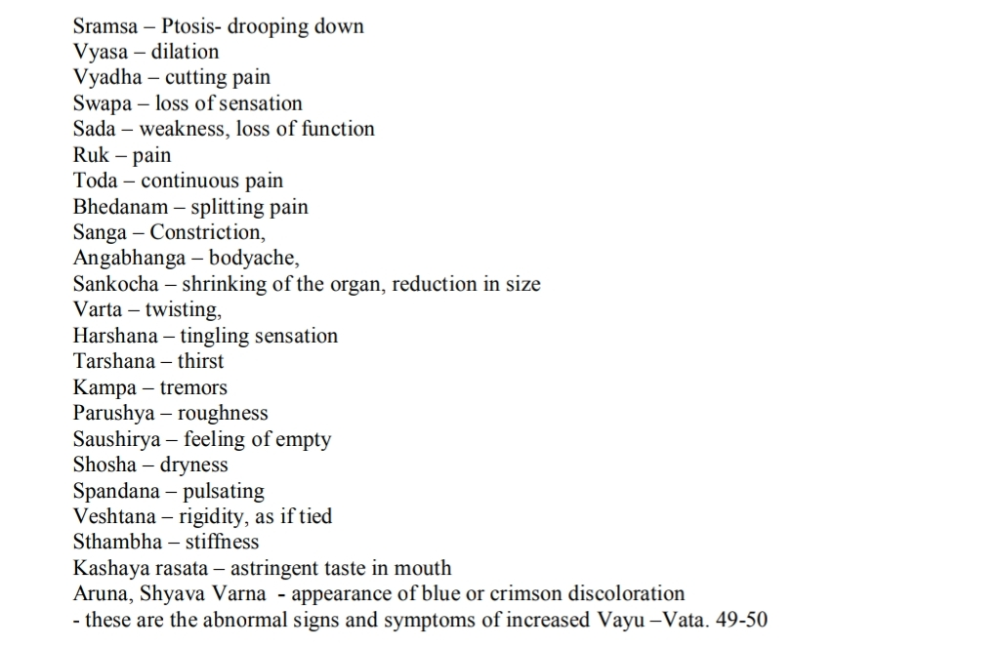 Sramsa – Ptosis- drooping down
Vyasa – dilation
Vyadha – cutting pain
Swapa – loss of sensation
Sada – weakness, loss of function
Ruk – pain
Toda – continuous pain
Bhedanam – splitting pain
Sanga – Constriction,
Angabhanga – bodyache,
Sankocha – shrinking of the organ, reduction in size
Varta – twisting,
Harshana – tingling sensation
Tarshana – thirst
Kampa – tremors
Parushya – roughness
Saushirya – feeling of empty
Shosha – dryness
Spandana – pulsating
Veshtana – rigidity, as if tied
Sthambha – stiffness
Kashaya rasata – astringent taste in mouth
Aruna, Shyava Varna  - appearance of blue or crimson discoloration
- these are the abnormal signs and symptoms of increased Vayu –Vata. 49-50